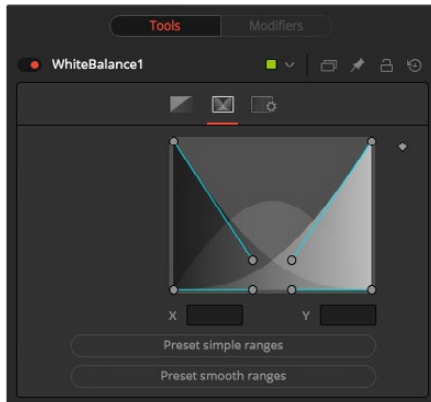 Tools
Modifiers
WhiteBalance1
X
Y
Preset simple ranges
Preset smooth ranges